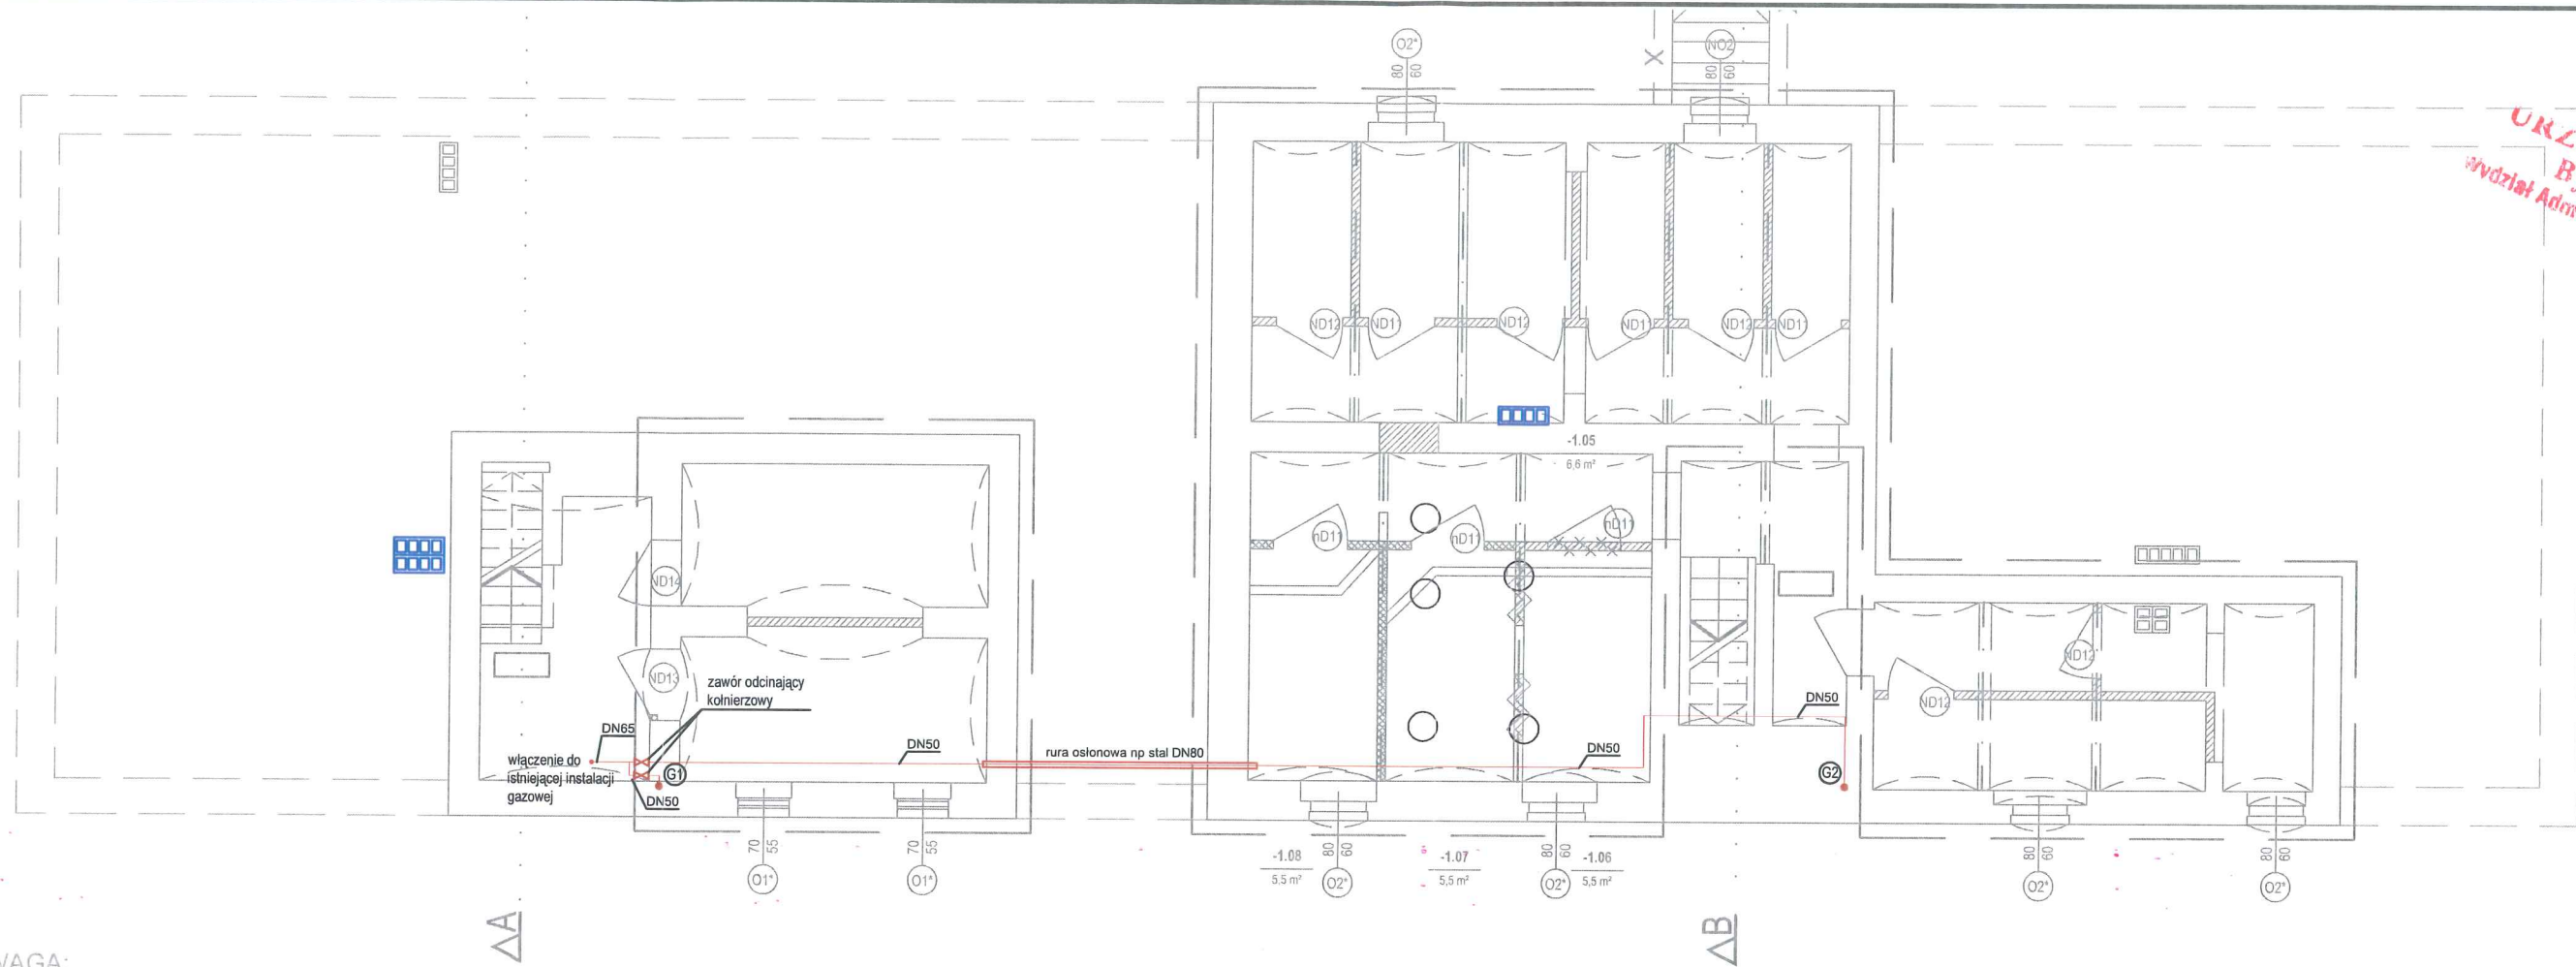 O2*
80
60
X
NO2
80
60
URZ
B
Wydział Adm
ND12
ND11
ND12
ND11
ND12
ND11
-1.05
6,6 m²
nD11
nD11
nD11
ND14
ND13
ND12
ND12
zawór odcinający
kołnierzowy
DN65
włączenie do
istniejącej instalacji
gazowej
DN50
G1
DN50
rura osłonowa np stal DN80
DN50
DN50
G2
70
55
O1*
70
55
O1*
-1.08
5,5 m²
80
60
O2*
-1.07
5,5 m²
80
60
O2*
-1.06
5,5 m²
80
60
O2*
80
60
O2*
A
B
WAGA: